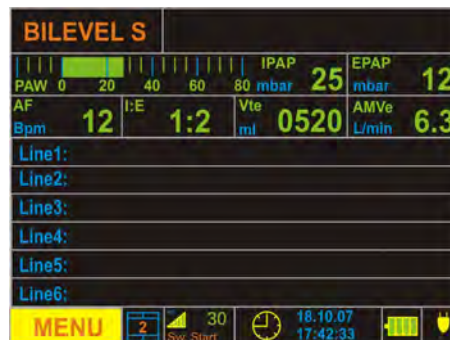 BILEVEL S
IPAP EPAP
PAW 0 20 40 60 80 mbar 25 mbar 12
AF I:E Vte AMVe
Bpm 12 1:2 ml 0520 L/min 6.3
Line1:
Line2:
Line3:
Line4:
Line5:
Line6:
MENU 2 30 18.10.07
Sw. Start 17:42:33